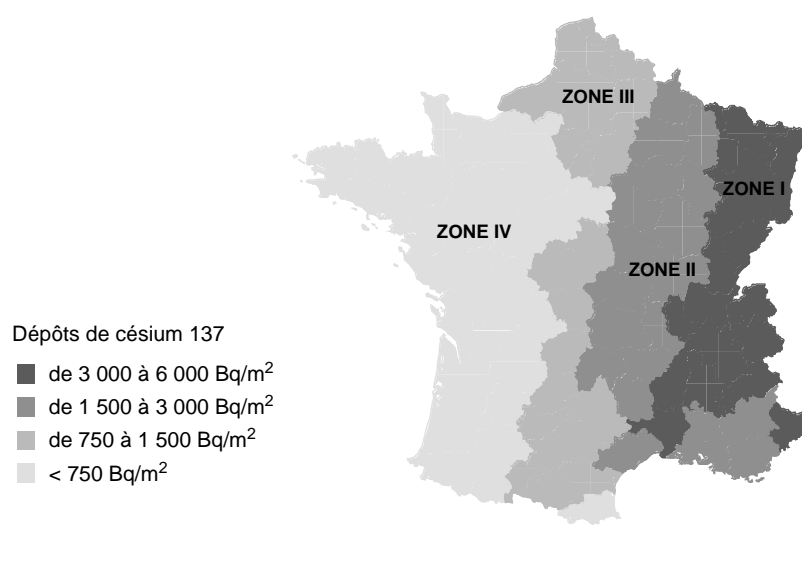 ZONE III
ZONE I
ZONE IV
ZONE II
Dépôts de césium 137
de 3 000 à 6 000 Bq/m²
de 1 500 à 3 000 Bq/m²
de 750 à 1 500 Bq/m²
< 750 Bq/m²